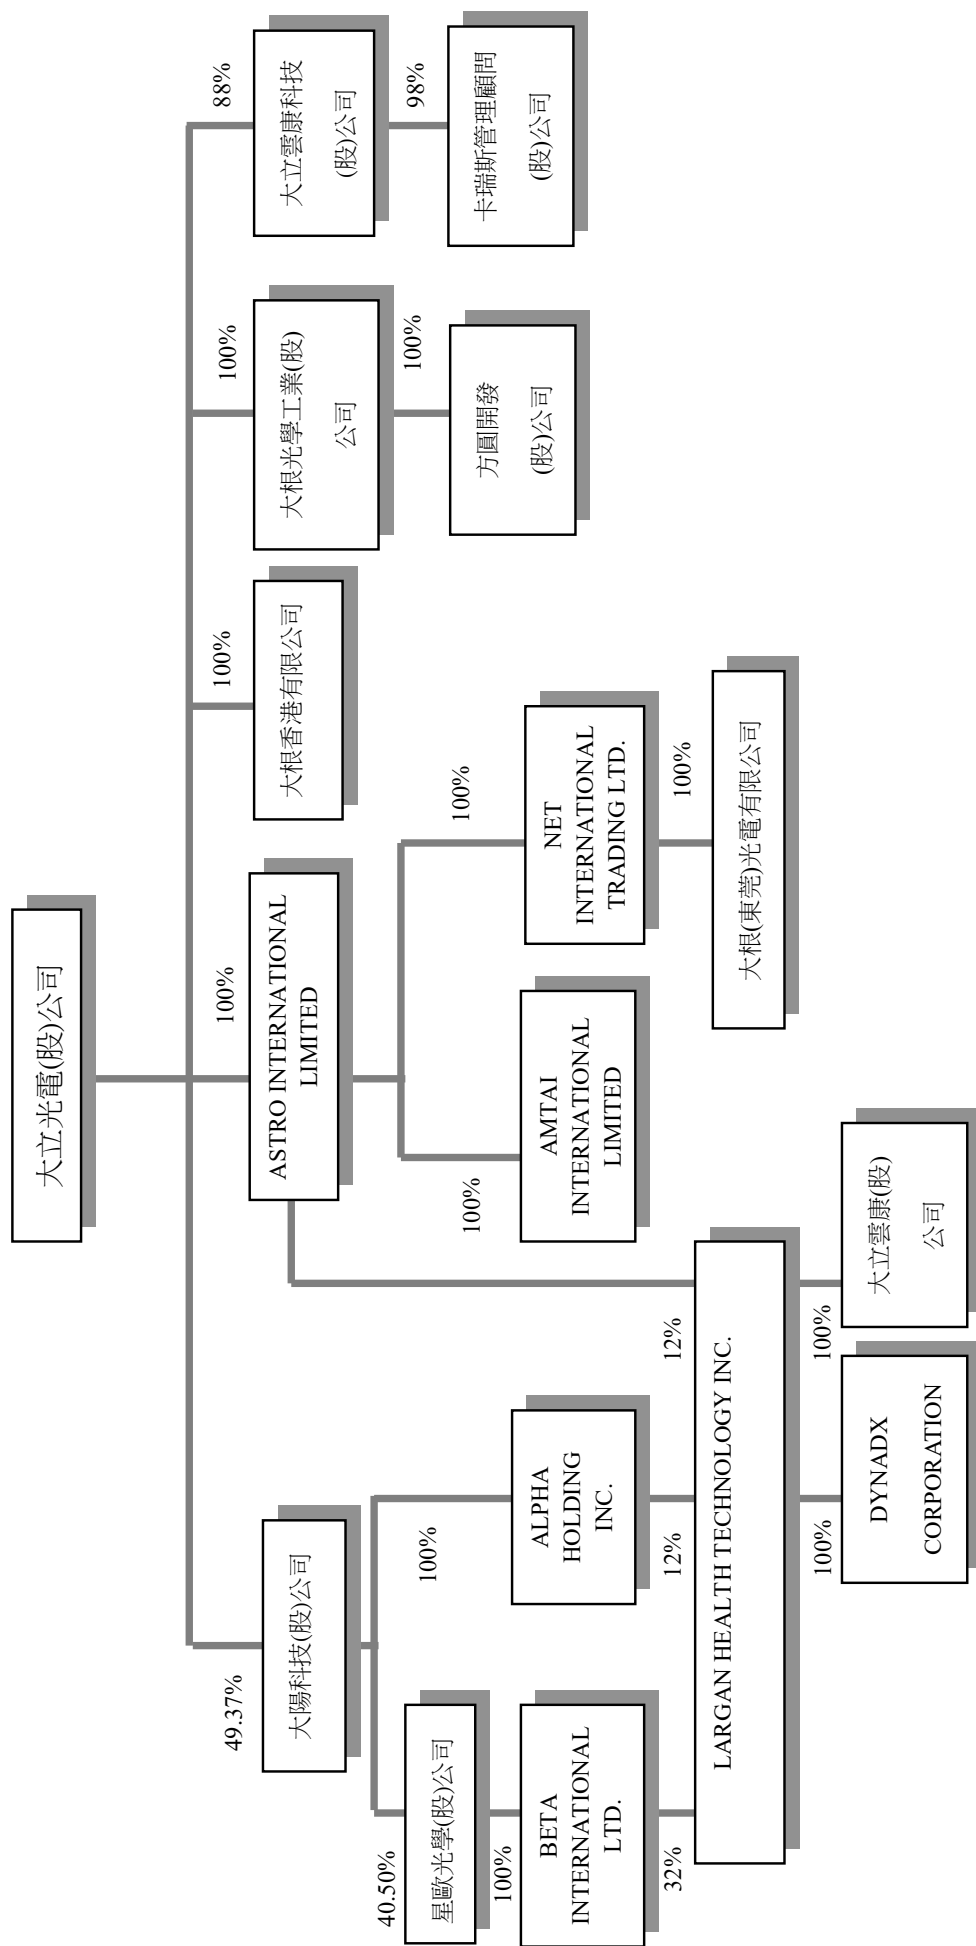 大立光電(股)公司
49.37%
100%
100%
100%
88%
大陽科技(股)公司
ASTRO INTERNATIONAL
LIMITED
大根香港有限公司
大根光學工業(股)
公司
大立雲康科技
(股)公司
40.50%
100%
100%
100%
100%
98%
星歐光學(股)公司
方圓開發
(股)公司
卡瑞斯管理顧問
(股)公司
100%
BETA
INTERNATIONAL
LTD.
ALPHA
HOLDING
INC.
AMTAI
INTERNATIONAL
LIMITED
NET
INTERNATIONAL
TRADING LTD.
32%
12%
12%
100%
LARGAN HEALTH TECHNOLOGY INC.
大根(東莞)光電有限公司
100%
100%
DYNADX
CORPORATION
大立雲康(股)
公司